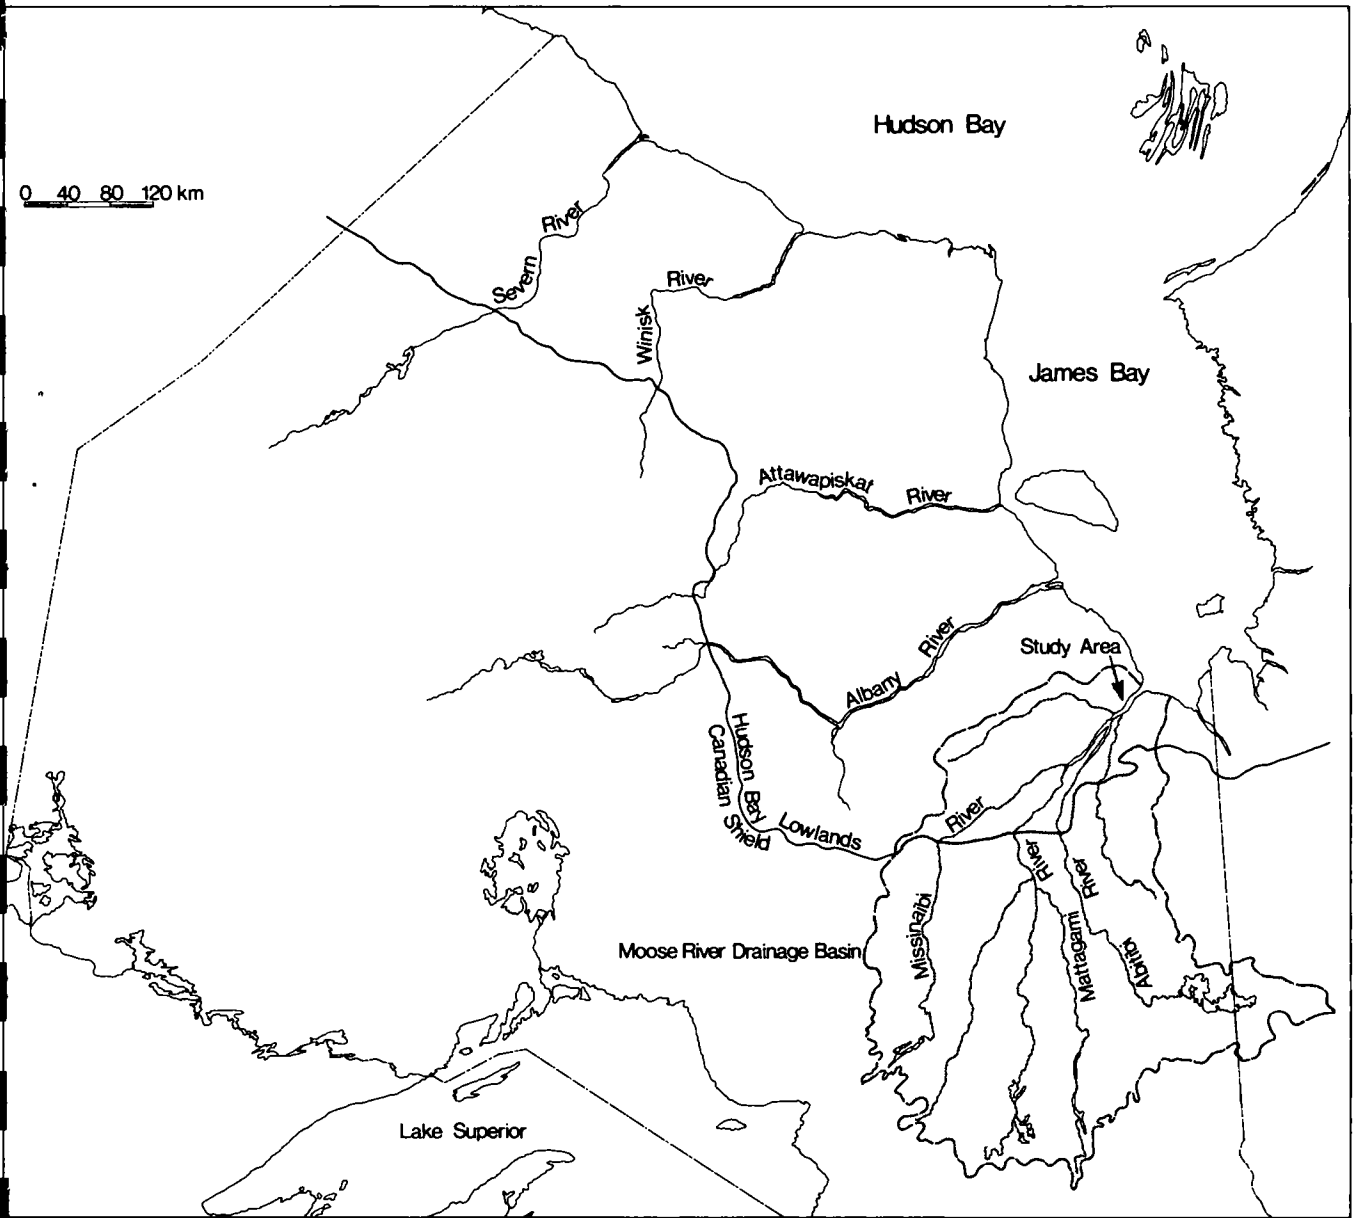 Hudson Bay
0 40 80 120 km
Severn River
Winisk River
James Bay
Attawapiskat River
Albany River
Study Area
Hudson Bay Lowlands
Canadian Shield
River
Missinaibi
River
Mattagami
River
Abitibi
Moose River Drainage Basin
Lake Superior